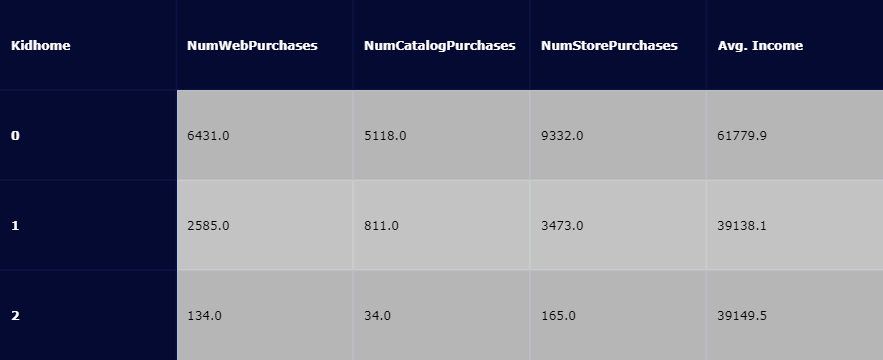 Kidhome NumWebPurchases NumCatalogPurchases NumStorePurchases Avg. Income
0 6431.0 5118.0 9332.0 61779.9
1 2585.0 811.0 3473.0 39138.1
2 134.0 34.0 165.0 39149.5